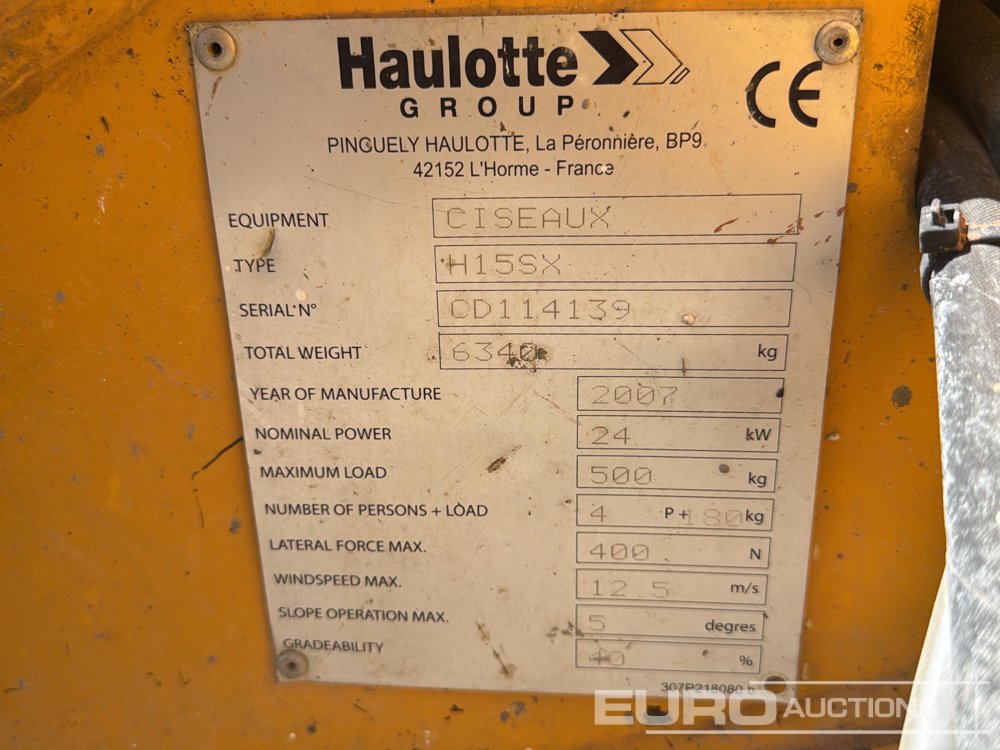 Haulotte
GROUP
CE
PINGUELY HAULOTTE, La Péronnière, BP9
42152 L'Horme - France
EQUIPMENT CISEAUX
TYPE H15SX
SERIAL N° CD114139
TOTAL WEIGHT 6340 kg
YEAR OF MANUFACTURE 2007
NOMINAL POWER 24 kW
MAXIMUM LOAD 500 kg
NUMBER OF PERSONS + LOAD 4 P + 180 kg
LATERAL FORCE MAX. 400 N
WINDSPEED MAX. 12.5 m/s
SLOPE OPERATION MAX. 5 degres
GRADEABILITY 40 %
307P218080 b
EURO AUCTIONS